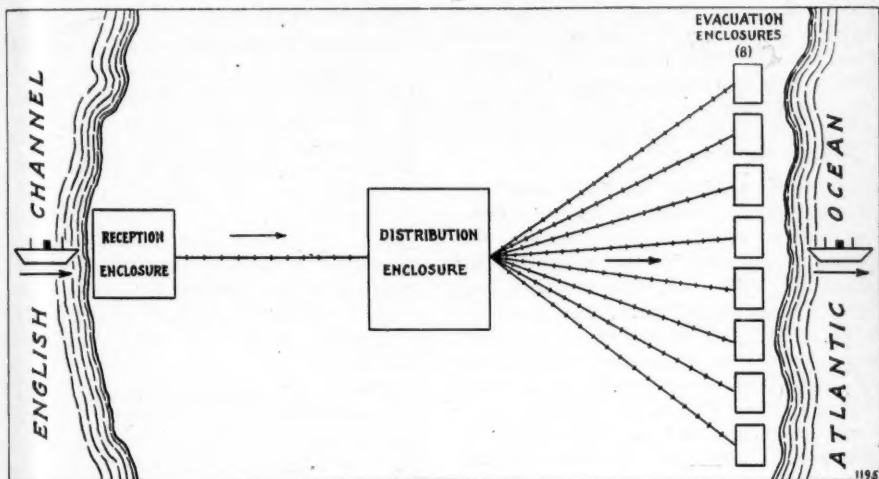 EVACUATION
ENCLOSURES
(8)
ENGLISH CHANNEL
RECEPTION
ENCLOSURE
DISTRIBUTION
ENCLOSURE
ATLANTIC OCEAN
1195